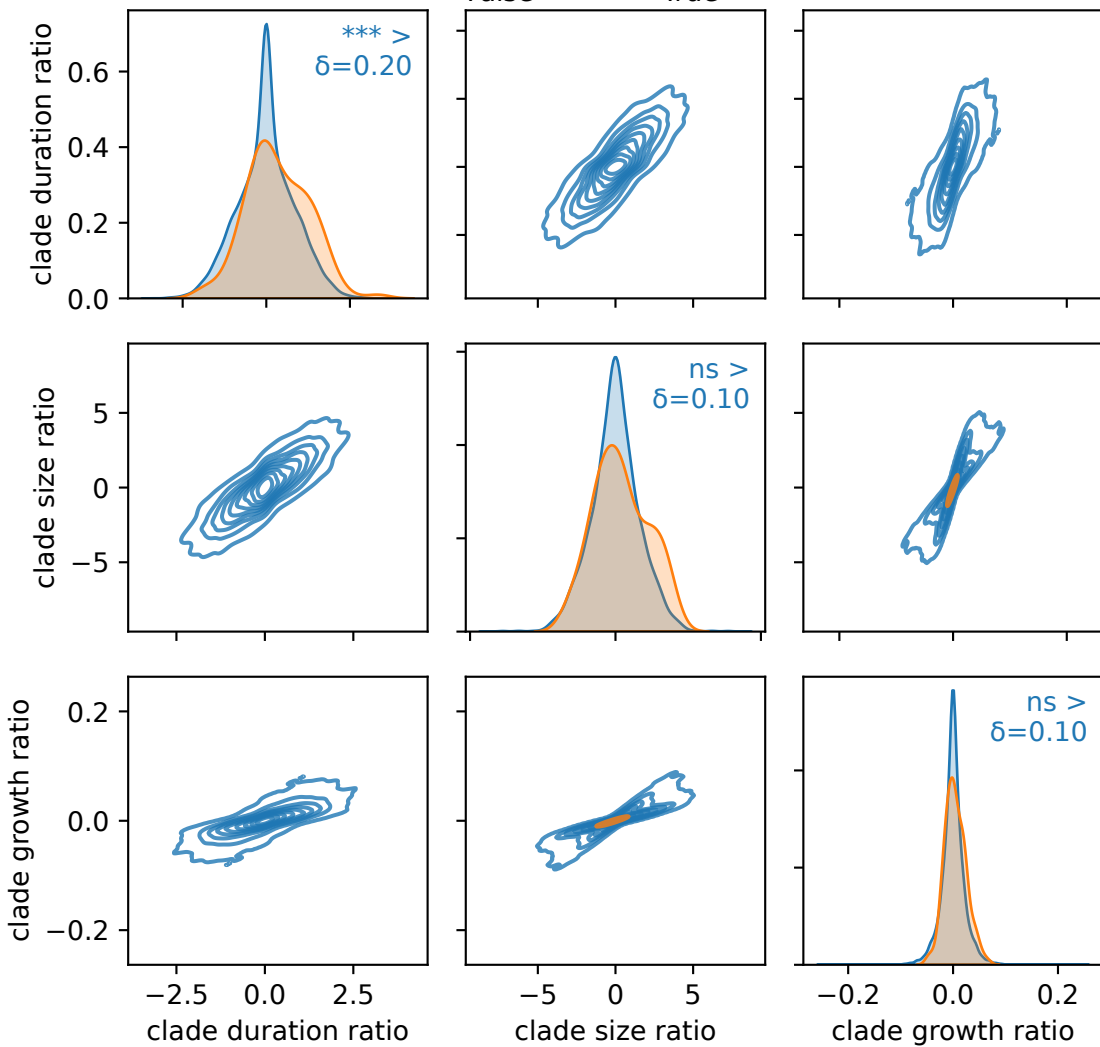 clade duration ratio
0.6
0.4
0.2
0.0
*** >
δ=0.20
clade size ratio
5
0
−5
ns >
δ=0.10
clade growth ratio
0.2
0.0
−0.2
ns >
δ=0.10
−2.5 0.0 2.5
−5 0 5
−0.2 0.0 0.2
clade duration ratio
clade size ratio
clade growth ratio